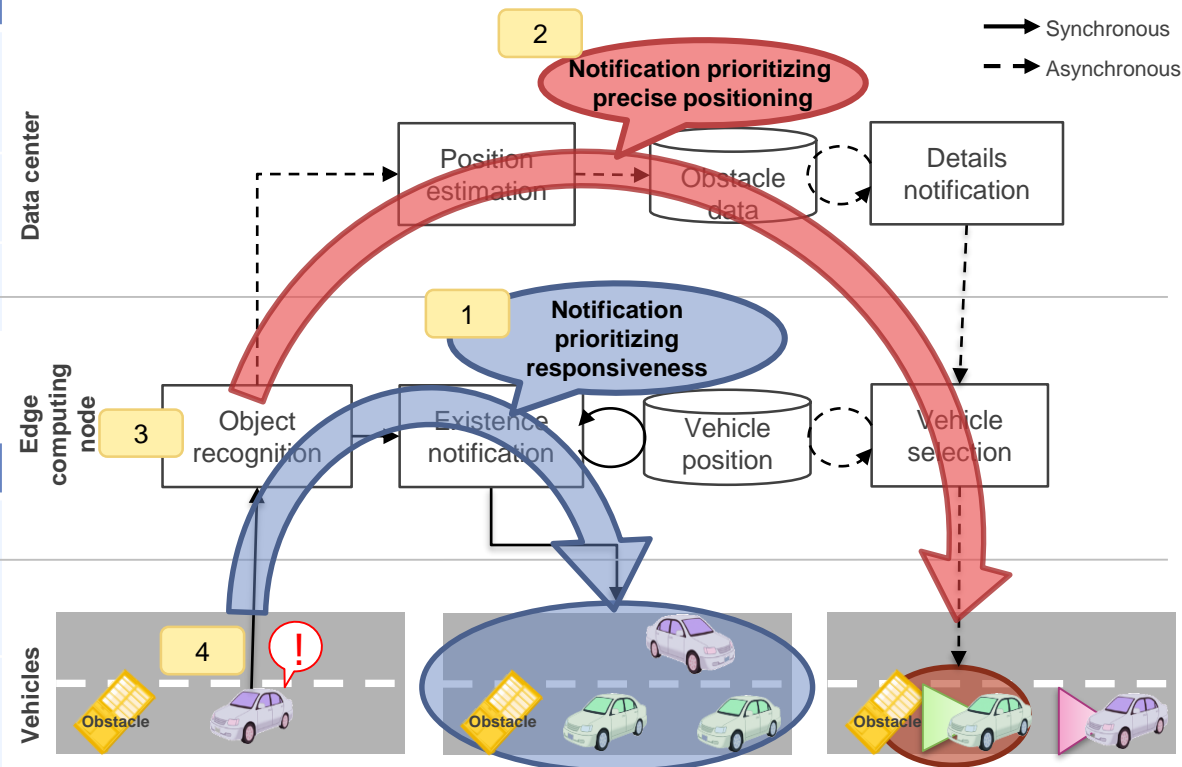 2
Synchronous
Asynchronous
Notification prioritizing
precise positioning
Data center
Position
estimation
Obstacle
data
Details
notification
1
Notification
prioritizing
responsiveness
Edge
computing
node
3
Object
recognition
Existence
notification
Vehicle
position
Vehicle
selection
Vehicles
4
!
Obstacle
Obstacle
Obstacle